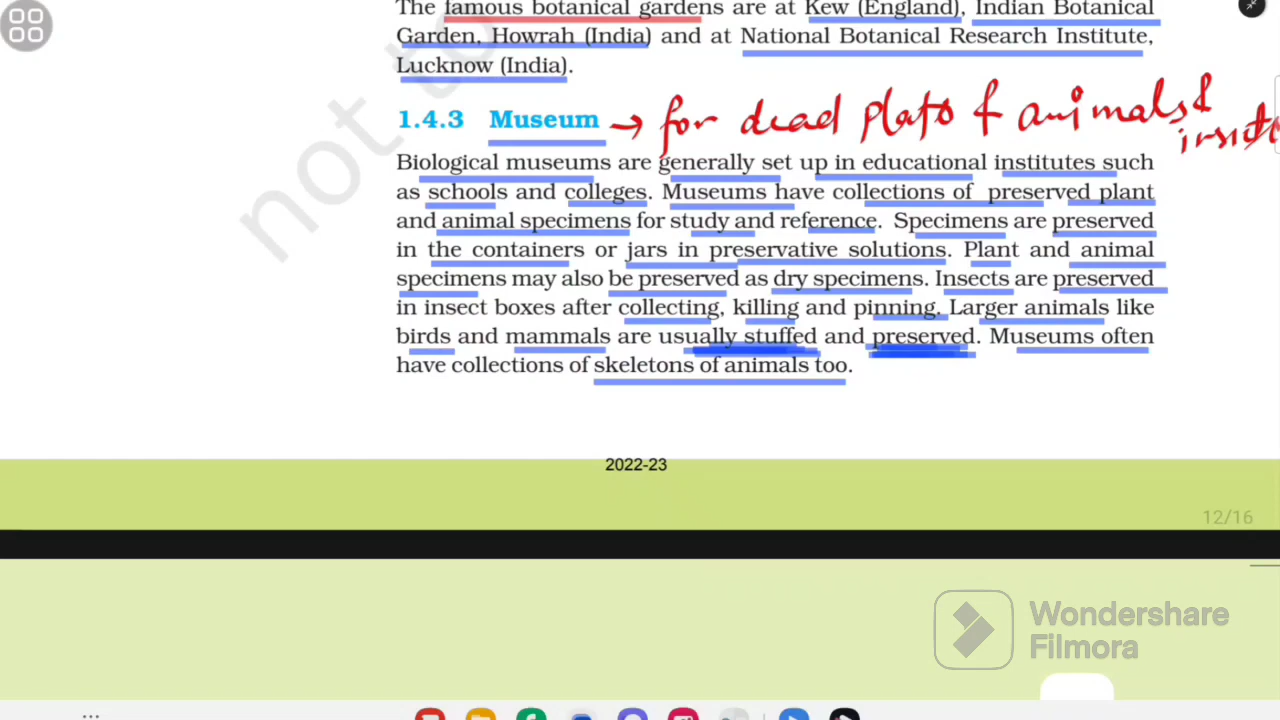 The famous botanical gardens are at Kew (England), Indian Botanical
Garden, Howrah (India) and at National Botanical Research Institute,
Lucknow (India).
1.4.3 Museum → for dead plats & animals &
Biological museums are generally set up in educational institutes such
as schools and colleges. Museums have collections of preserved plant
and animal specimens for study and reference. Specimens are preserved
in the containers or jars in preservative solutions. Plant and animal
specimens may also be preserved as dry specimens. Insects are preserved
in insect boxes after collecting, killing and pinning. Larger animals like
birds and mammals are usually stuffed and preserved. Museums often
have collections of skeletons of animals too.
not to
2022-23
12/16
Wondershare
Filmora